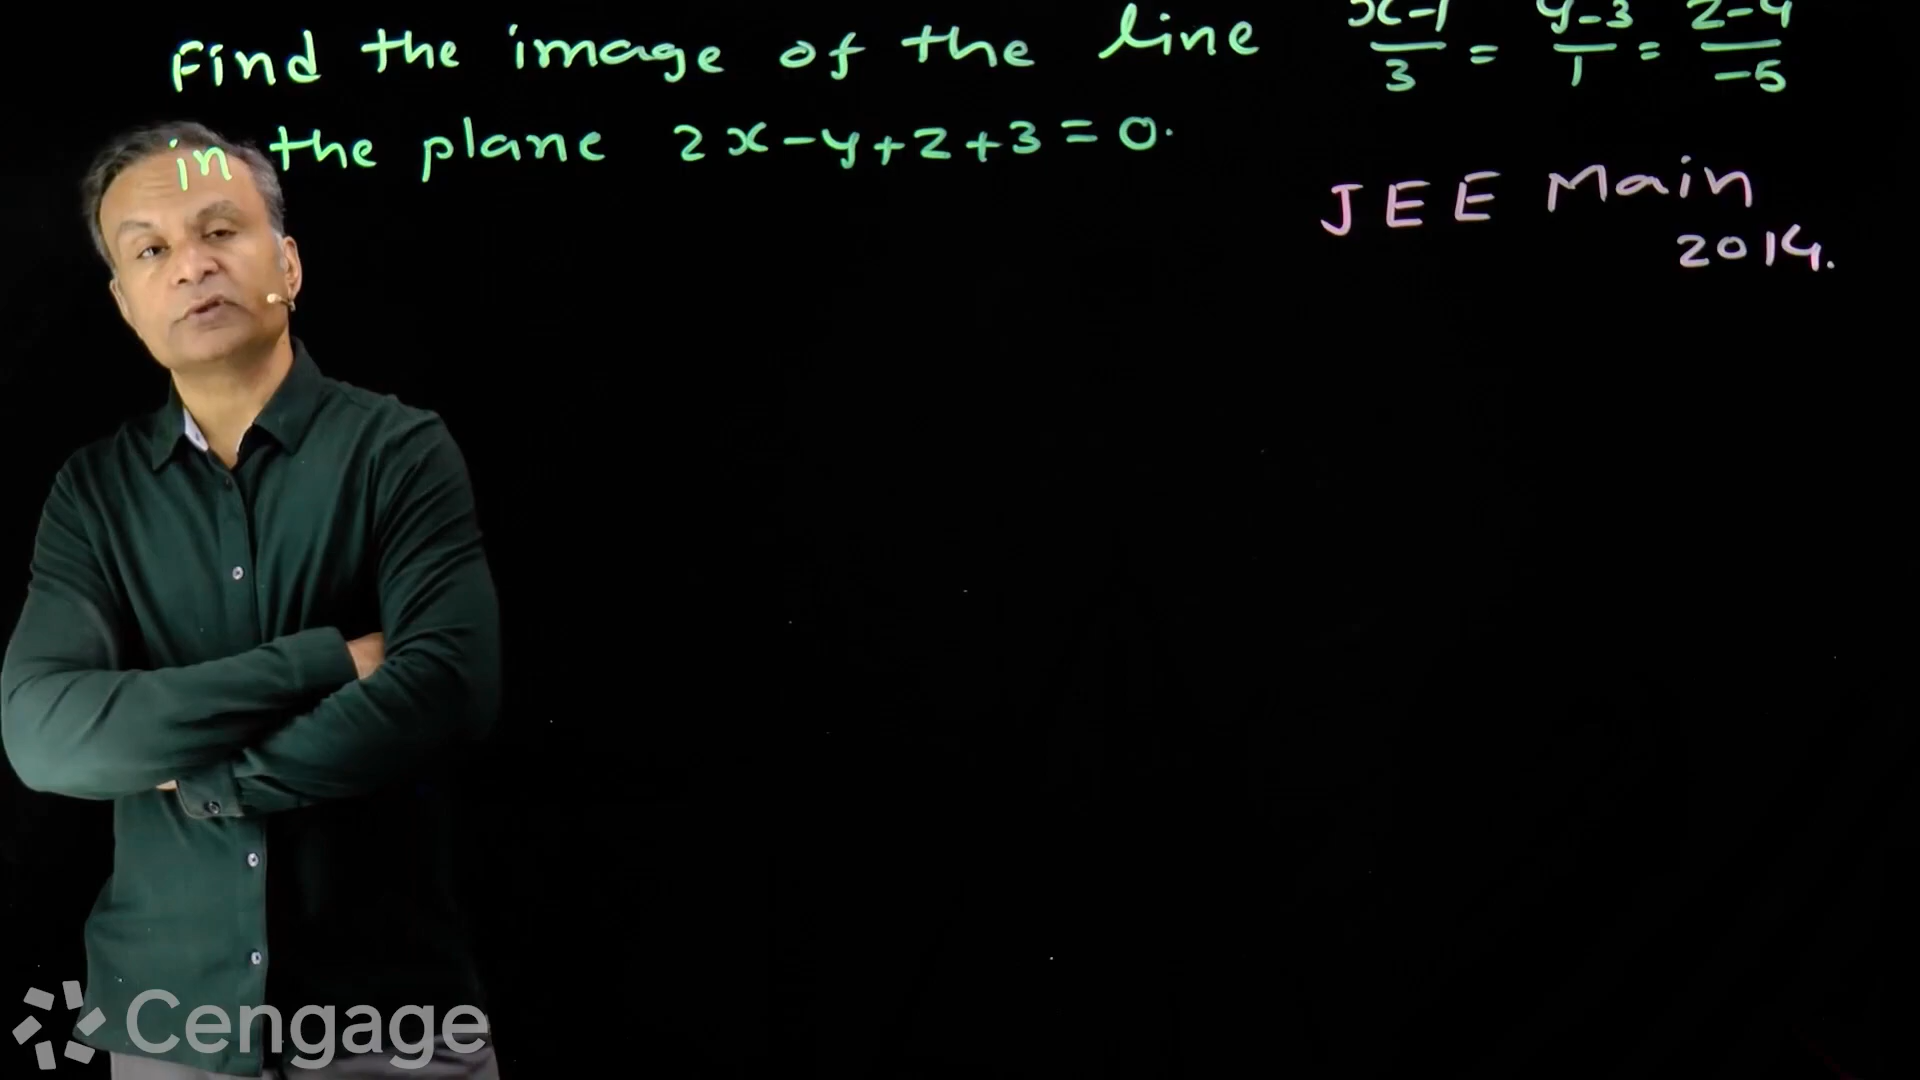 Find the image of the line x-1/3 = y-3/1 = z-4/-5
in the plane 2x-y+z+3=0.
JEE Main
2014.
Cengage